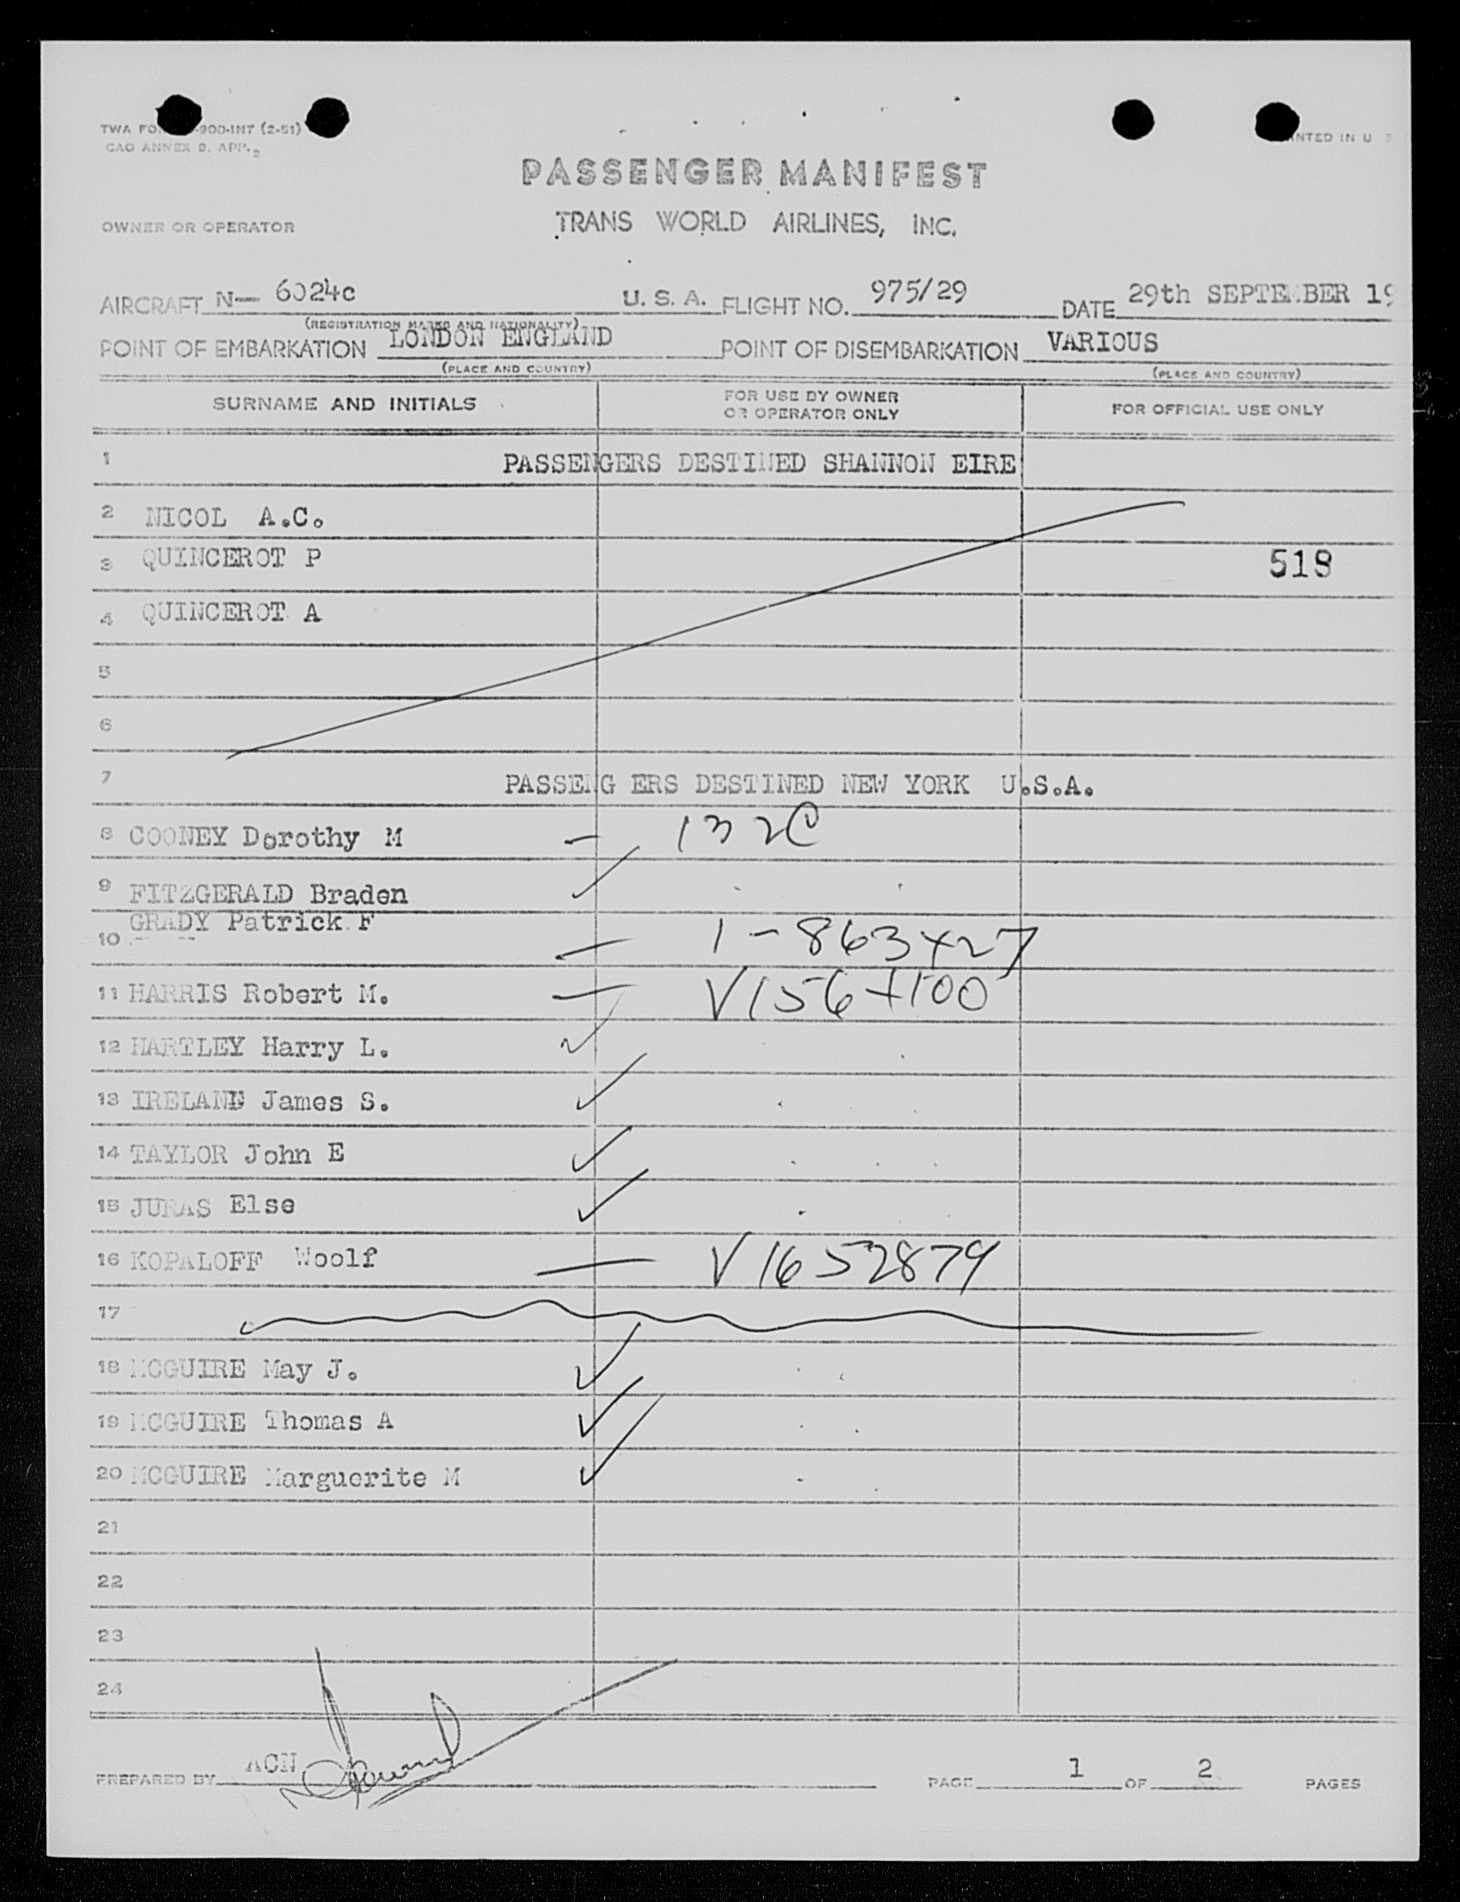 TWA FO -900-INT (2-51)
CAO ANNEX 9. APP.
NTED IN U S
PASSENGER MANIFEST
OWNER OR OPERATOR
TRANS WORLD AIRLINES, INC.
AIRCRAFT N— 6024c U. S. A. FLIGHT NO. 975/29 DATE 29th SEPTEMBER 19
(REGISTRATION MARKS AND NATIONALITY)
POINT OF EMBARKATION LONDON ENGLAND POINT OF DISEMBARKATION VARIOUS
(PLACE AND COUNTRY) (PLACE AND COUNTRY)
SURNAME AND INITIALS FOR USE BY OWNER OR OPERATOR ONLY FOR OFFICIAL USE ONLY
1 PASSENGERS DESTINED SHANNON EIRE
2 NICOL A.C.
3 QUINCEROT P 518
4 QUINCEROT A
5
6
7 PASSENG ERS DESTINED NEW YORK U.S.A.
8 COONEY Dorothy M — 132C
9 FITZGERALD Braden ✓
10 GRADY Patrick F — 1-863427
11 HARRIS Robert M. — V1564100
12 HARTLEY Harry L. ✓
13 IRELAND James S. ✓
14 TAYLOR John E ✓
15 JURAS Else ✓
16 KOPALOFF Woolf — V1652879
17
18 MCGUIRE May J. ✓
19 MCGUIRE Thomas A ✓
20 MCGUIRE Marguerite M ✓
21
22
23
24
PREPARED BY ACN PAGE 1 OF 2 PAGES